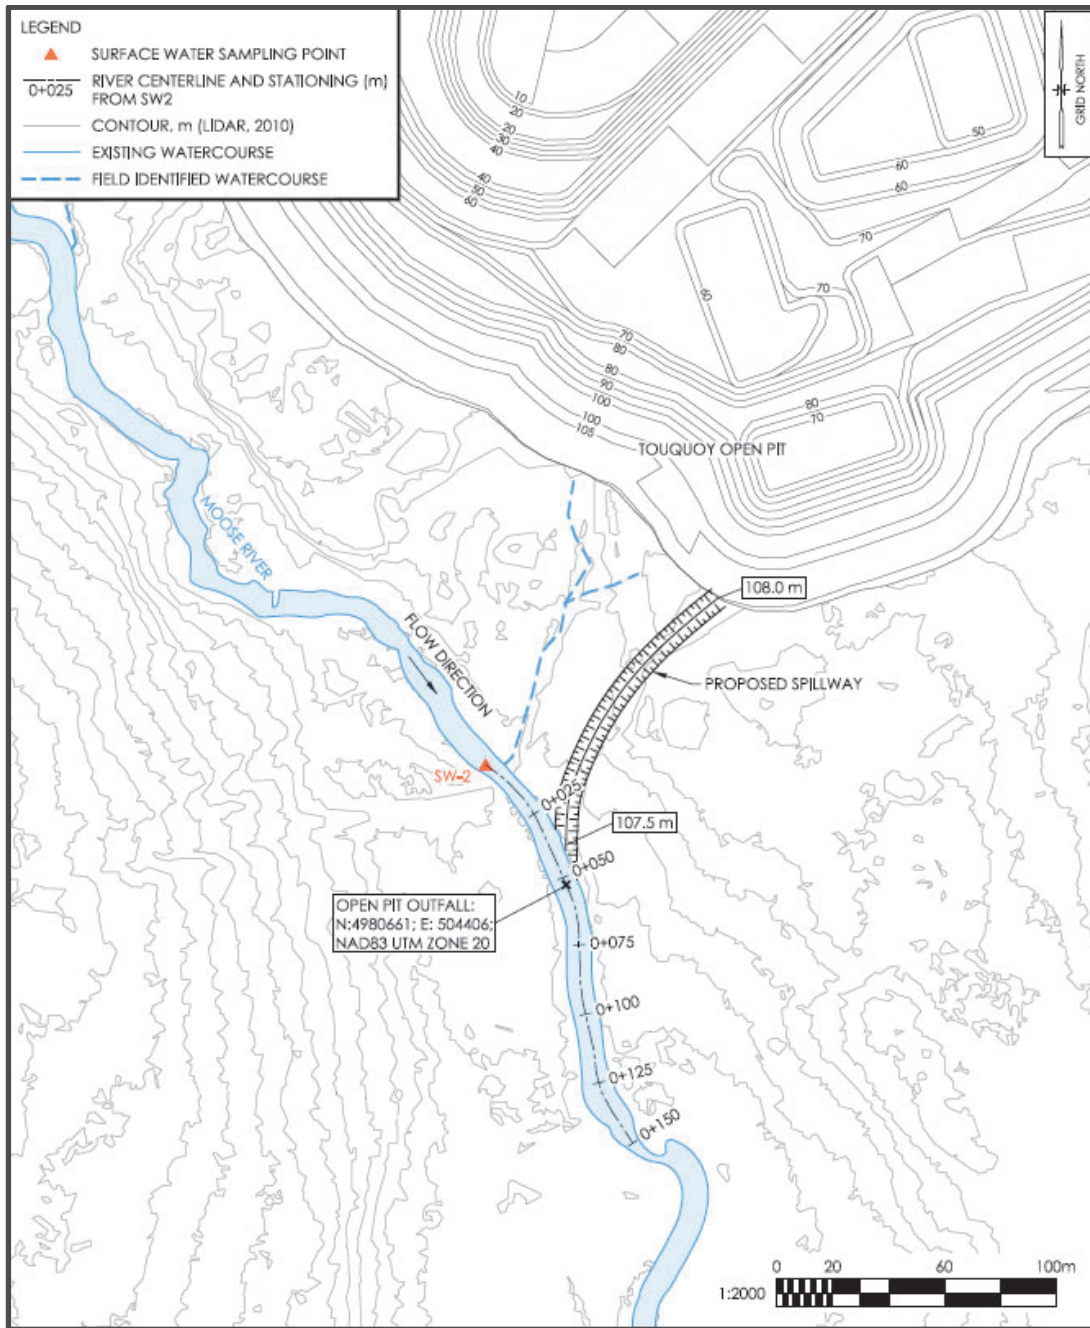 LEGEND
SURFACE WATER SAMPLING POINT
RIVER CENTERLINE AND STATIONING (m)
0+025
FROM SW2
CONTOUR, m (LIDAR, 2010)
EXISTING WATERCOURSE
FIELD IDENTIFIED WATERCOURSE
GRID NORTH
10
20
20
30
40
40
50
60
50
60
60
70
60
70
70
80
80
90
100
100
105
80
70
TOUQUOY OPEN PIT
MOOSE RIVER
108.0 m
FLOW DIRECTION
PROPOSED SPILLWAY
SW-2
0+025
107.5 m
0+050
OPEN PIT OUTFALL:
N:4980661; E: 504406;
NAD83 UTM ZONE 20
0+075
0+100
0+125
0+150
0 20 60 100m
1:2000